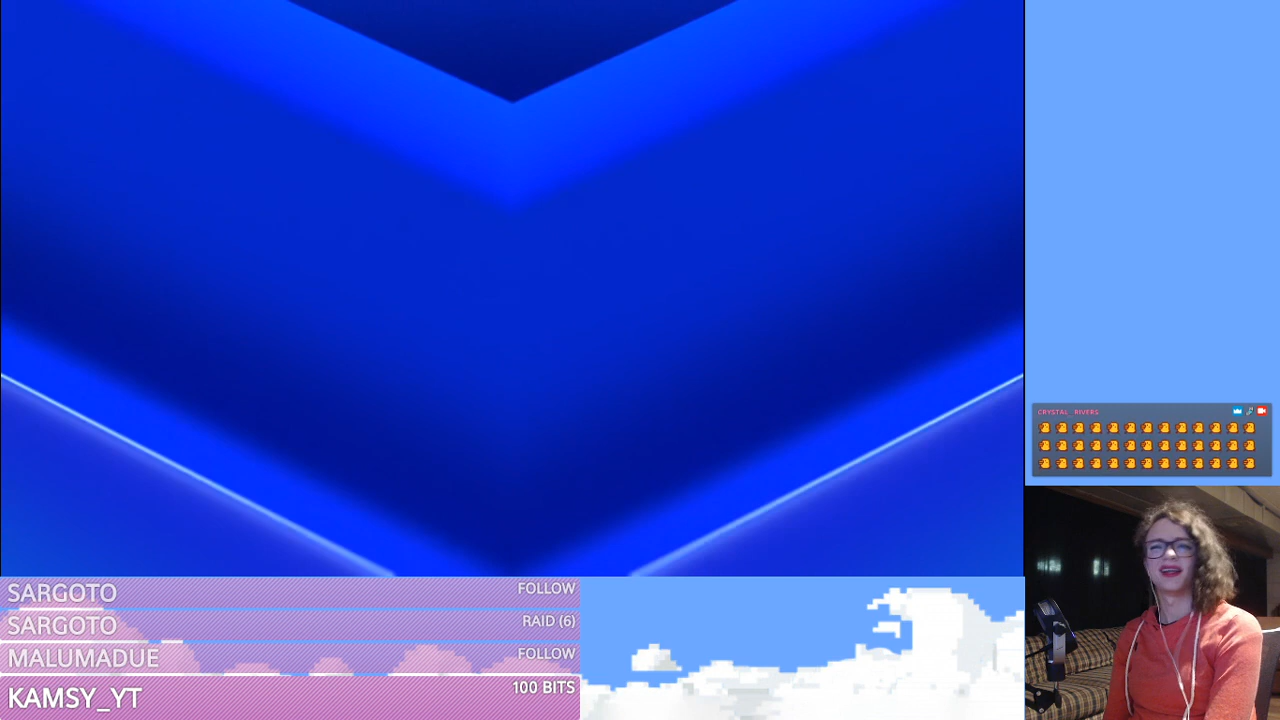 CRYSTAL_RIVERS
SARGOTO FOLLOW
SARGOTO RAID (6)
MALUMADUE FOLLOW
KAMSY_YT 100 BITS